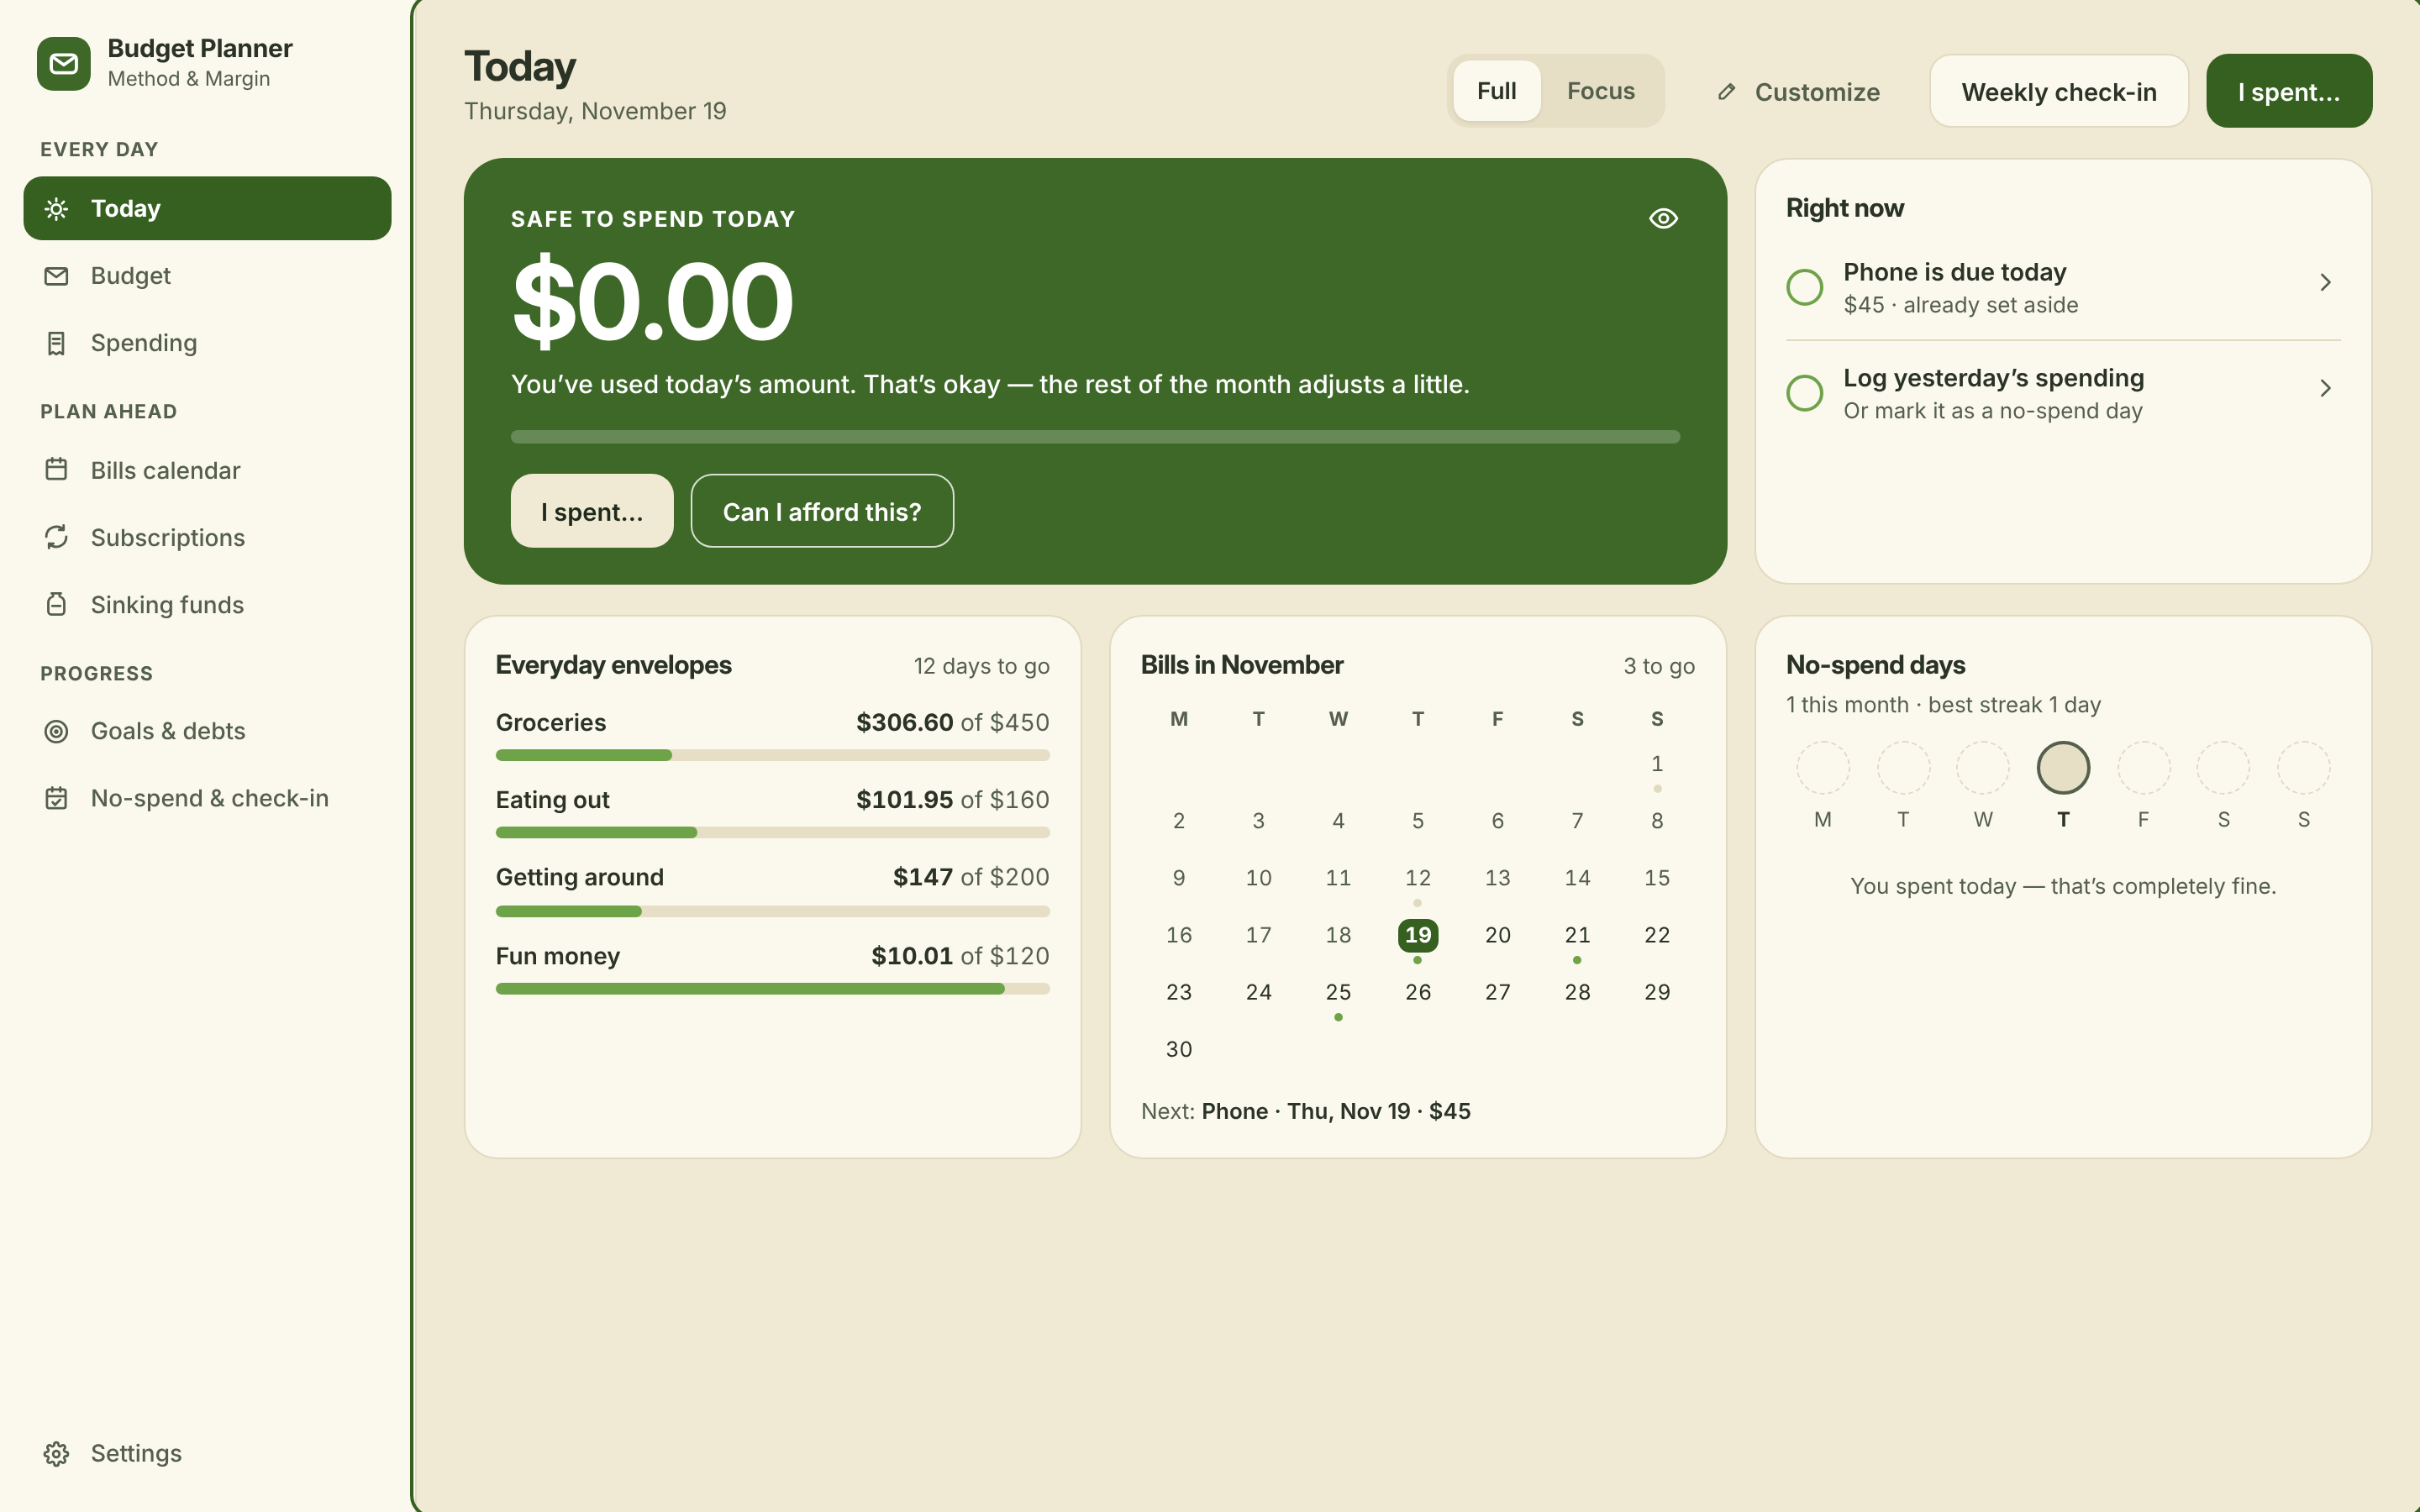 Budget Planner
Method & Margin
EVERY DAY
Today
Budget
Spending
PLAN AHEAD
Bills calendar
Subscriptions
Sinking funds
PROGRESS
Goals & debts
No-spend & check-in
Settings
Today
Thursday, November 19
Full Focus Customize Weekly check-in I spent…
SAFE TO SPEND TODAY
$0.00
You’ve used today’s amount. That’s okay — the rest of the month adjusts a little.
I spent… Can I afford this?
Right now
Phone is due today
$45 · already set aside
Log yesterday’s spending
Or mark it as a no-spend day
Everyday envelopes 12 days to go
Groceries $306.60 of $450
Eating out $101.95 of $160
Getting around $147 of $200
Fun money $10.01 of $120
Bills in November 3 to go
M T W T F S S
1
2 3 4 5 6 7 8
9 10 11 12 13 14 15
16 17 18 19 20 21 22
23 24 25 26 27 28 29
30
Next: Phone · Thu, Nov 19 · $45
No-spend days
1 this month · best streak 1 day
M T W T F S S
You spent today — that’s completely fine.